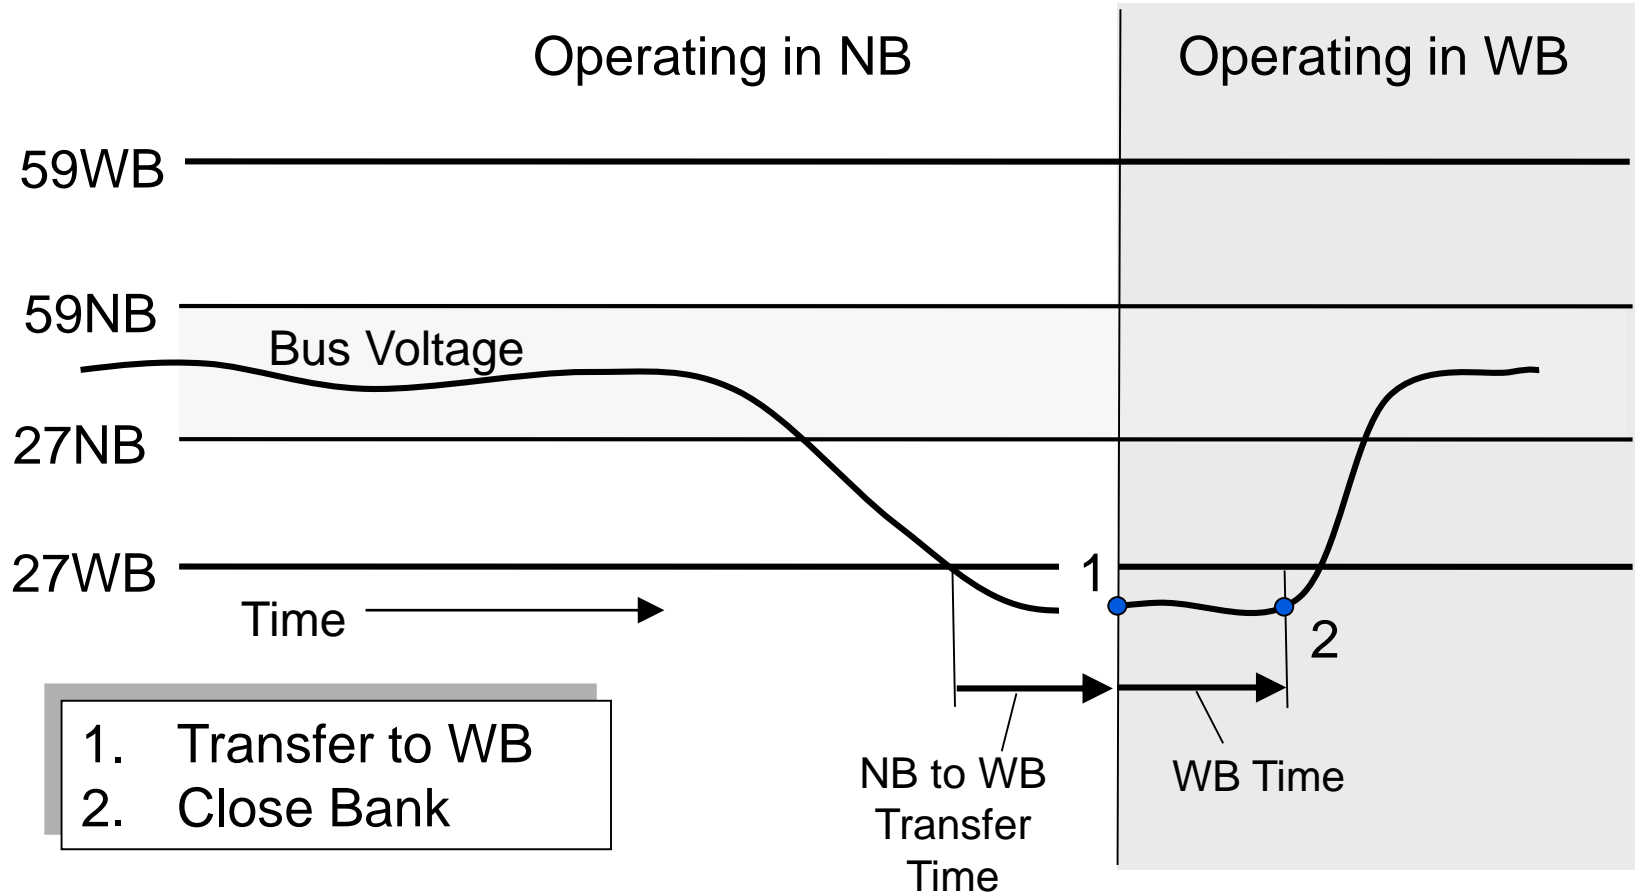 Operating in NB
Operating in WB
59WB
59NB
Bus Voltage
27NB
27WB
1
Time
2
1. Transfer to WB
2. Close Bank
NB to WB
Transfer
Time
WB Time